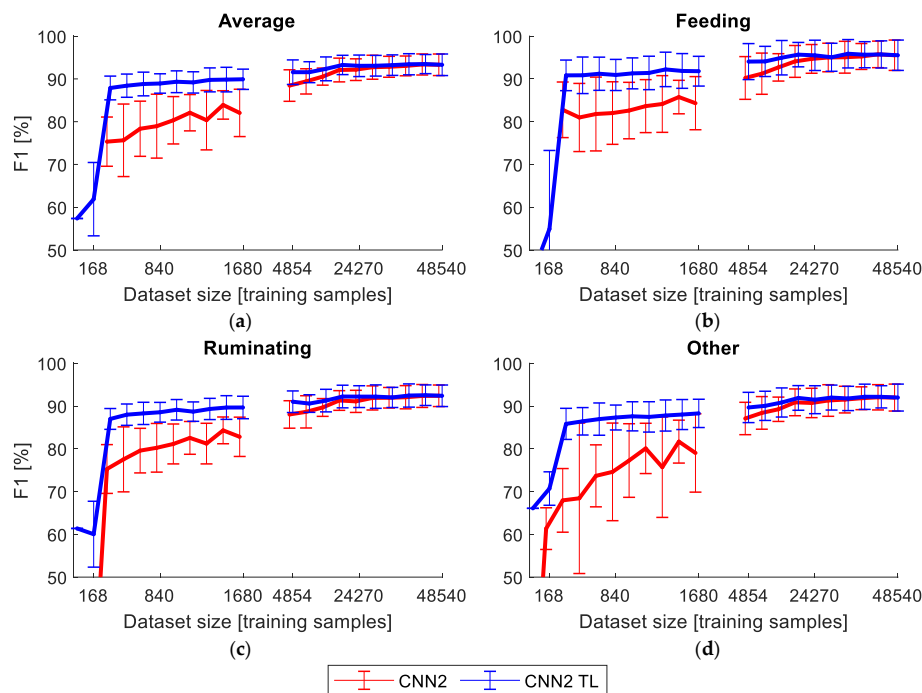 Average
Feeding
100
90
80
70
60
50
F1 [%]
168 840 1680 4854 24270 48540
Dataset size [training samples]
(a)
100
90
80
70
60
50
168 840 1680 4854 24270 48540
Dataset size [training samples]
(b)
Ruminating
Other
100
90
80
70
60
50
F1 [%]
168 840 1680 4854 24270 48540
Dataset size [training samples]
(c)
100
90
80
70
60
50
168 840 1680 4854 24270 48540
Dataset size [training samples]
(d)
CNN2 CNN2 TL